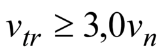 v_tr ≥ 3,0v_n